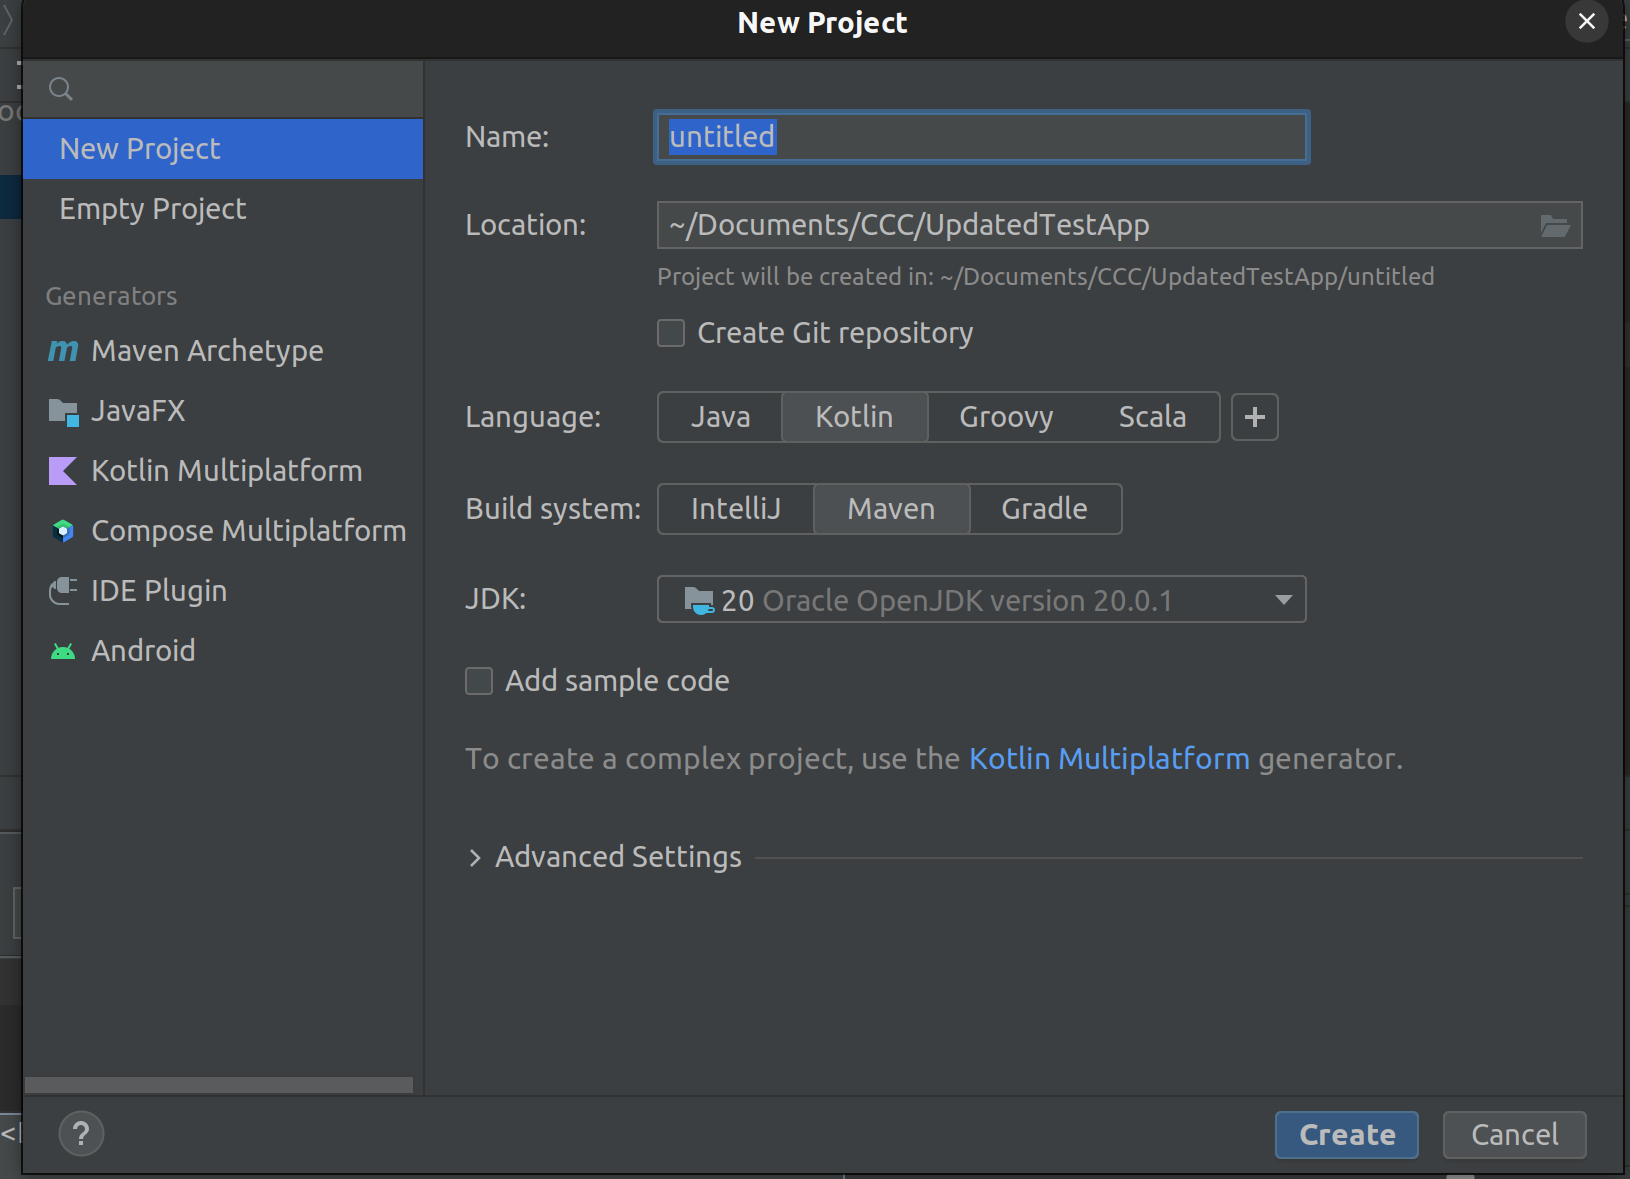 New Project
New Project
Empty Project
Generators
Maven Archetype
JavaFX
Kotlin Multiplatform
Compose Multiplatform
IDE Plugin
Android
Name: untitled
Location: ~/Documents/CCC/UpdatedTestApp
Project will be created in: ~/Documents/CCC/UpdatedTestApp/untitled
Create Git repository
Language: Java Kotlin Groovy Scala +
Build system: IntelliJ Maven Gradle
JDK: 20 Oracle OpenJDK version 20.0.1
Add sample code
To create a complex project, use the Kotlin Multiplatform generator.
Advanced Settings
? Create Cancel